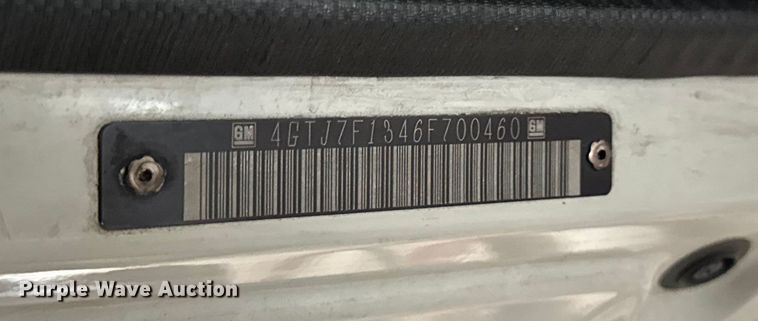 GM 4GTJ7F1346F700460 GM
Purple Wave Auction